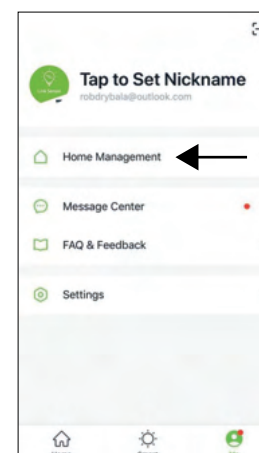 Tap to Set Nickname
robdrybala@outlook.com
Home Management
Message Center
FAQ & Feedback
Settings